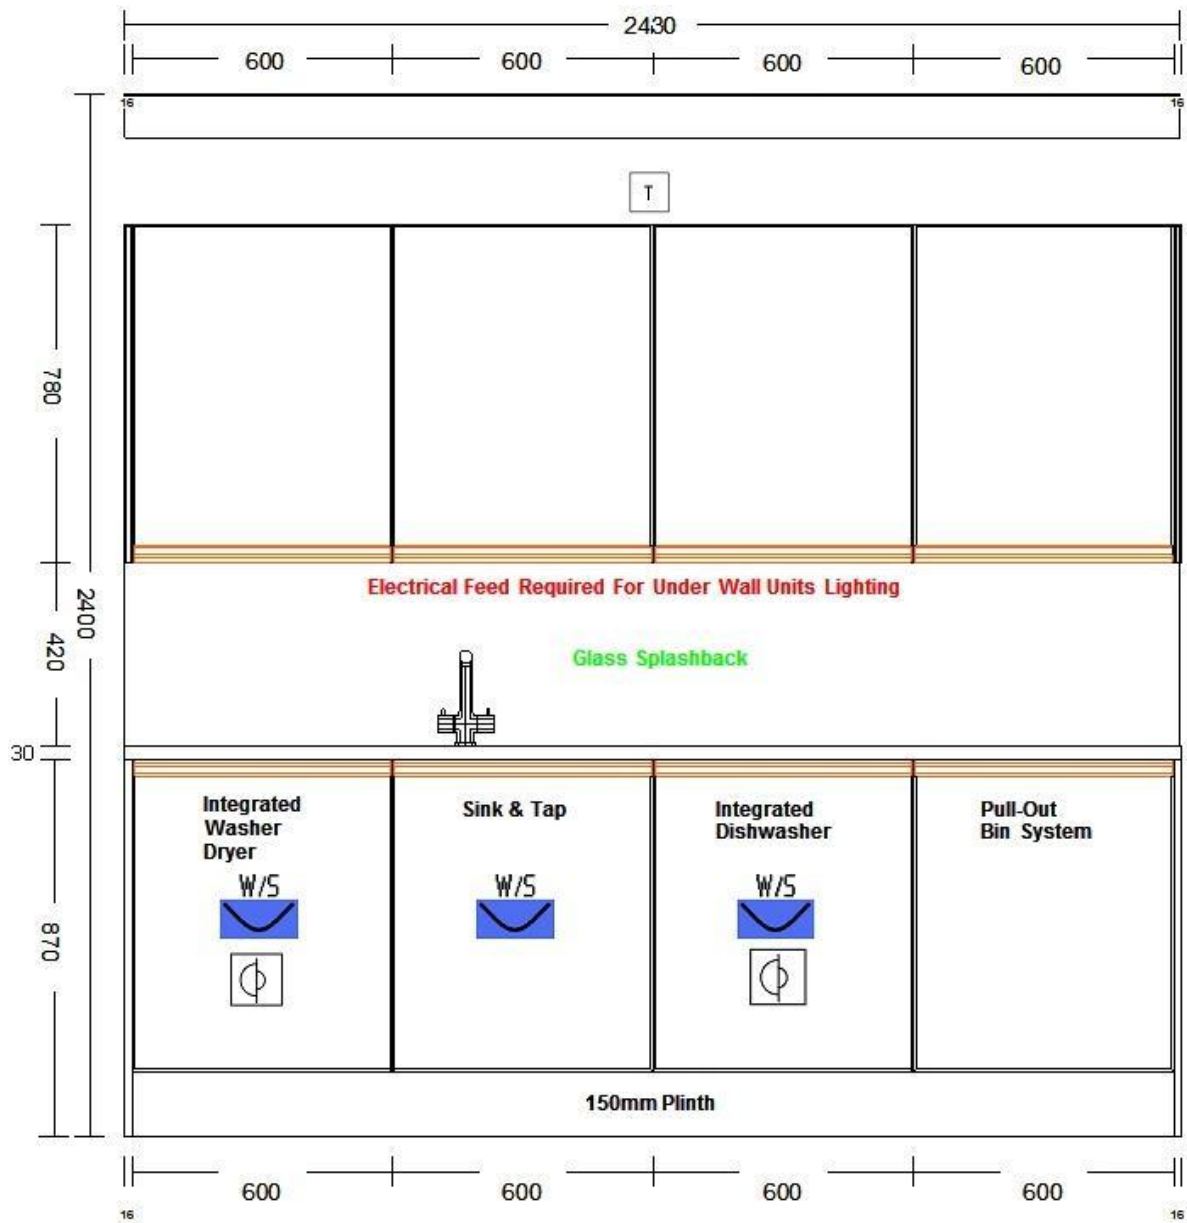 2430
600 600 600 600
16 16
T
780
Electrical Feed Required For Under Wall Units Lighting
2400
420
Glass Splashback
30
Integrated
Washer
Dryer
Sink & Tap
Integrated
Dishwasher
Pull-Out
Bin System
W/S W/S W/S
870
150mm Plinth
600 600 600 600
16 16